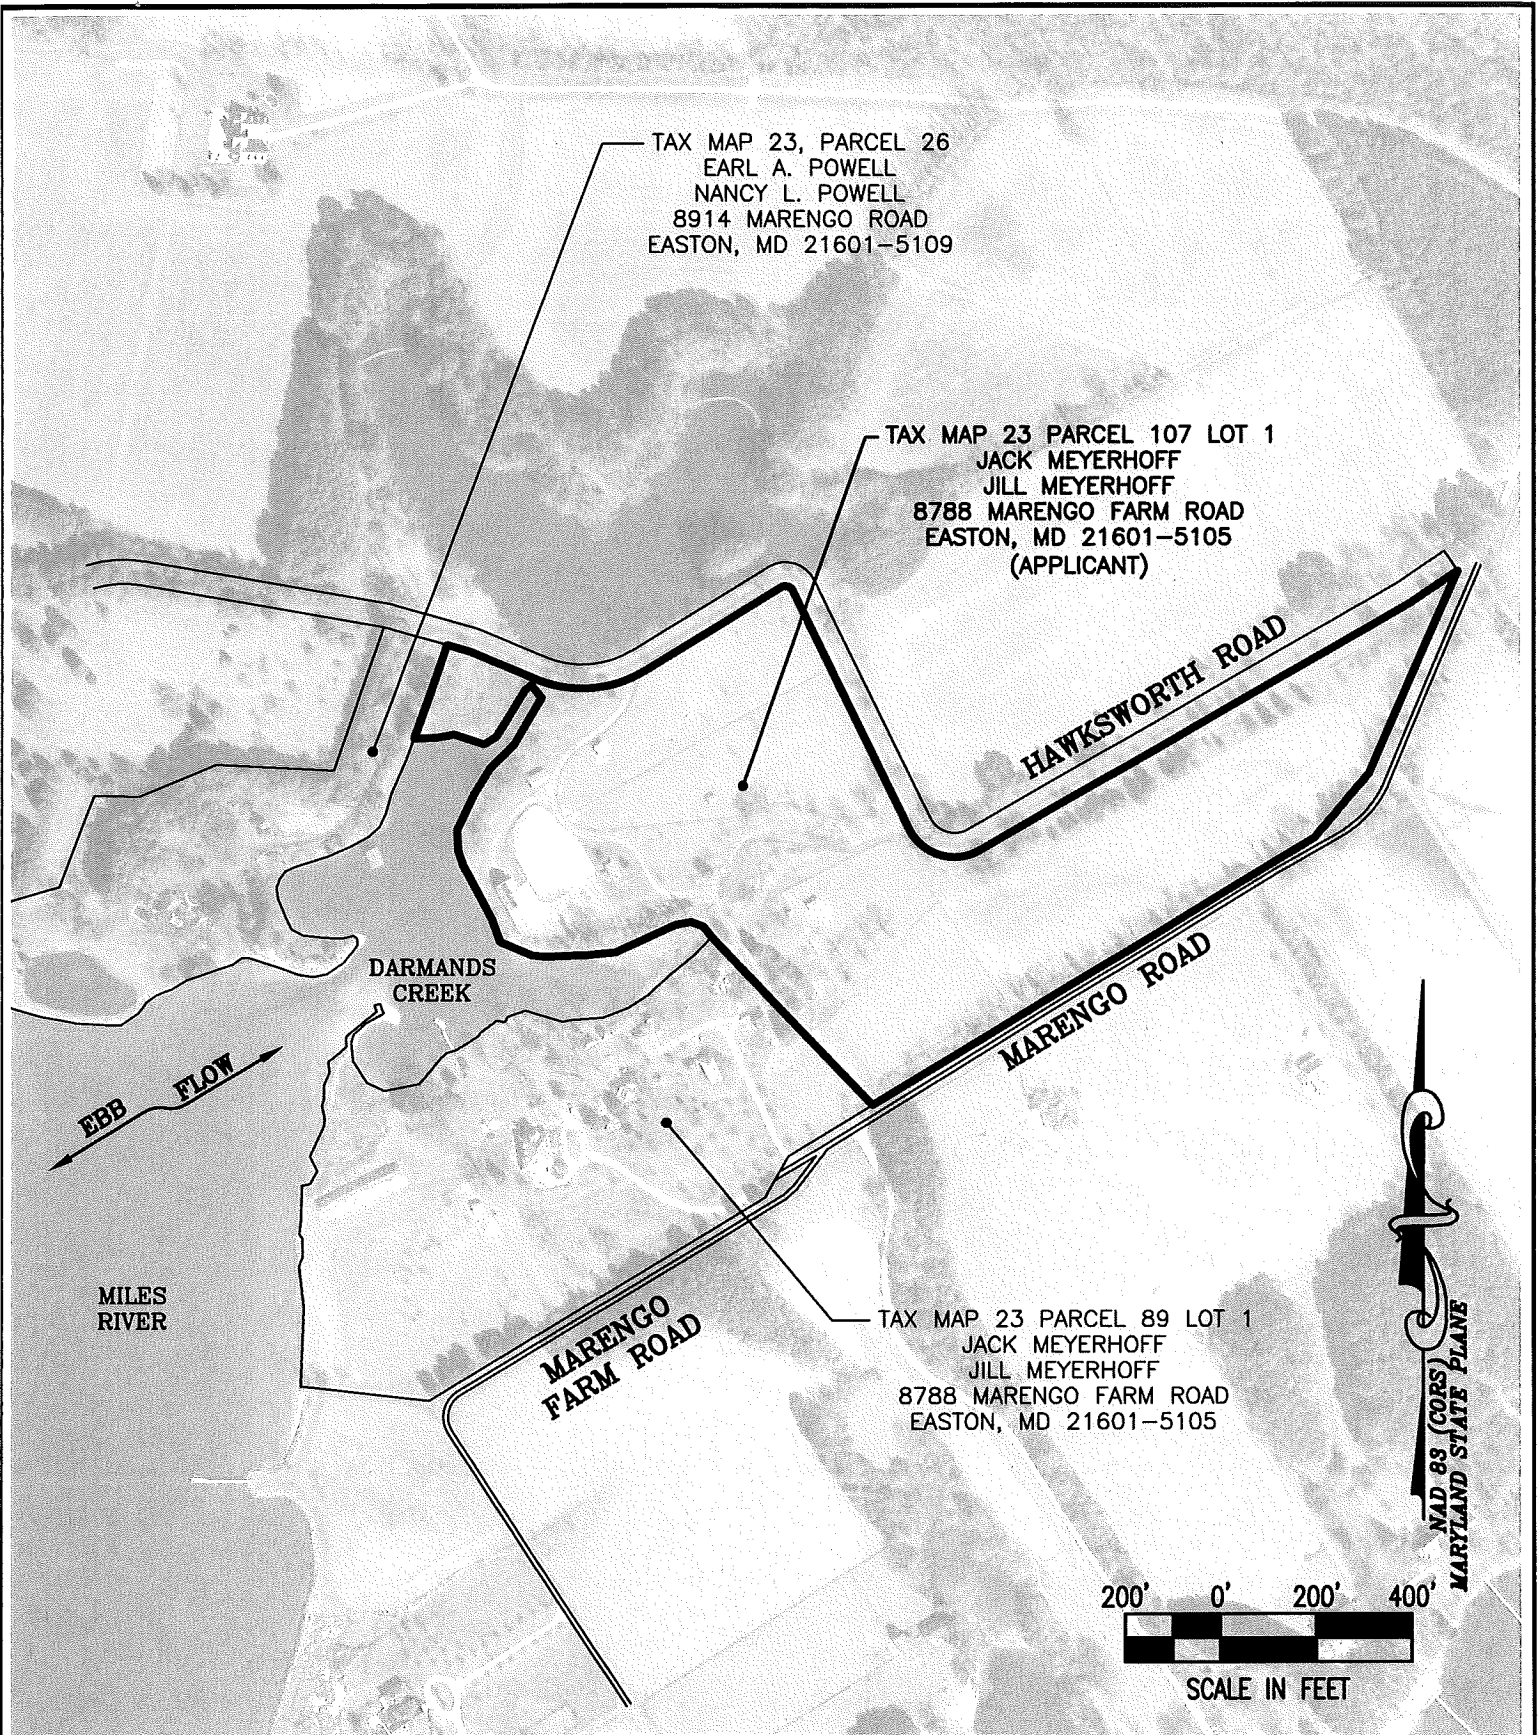 TAX MAP 23, PARCEL 26
EARL A. POWELL
NANCY L. POWELL
8914 MARENGO ROAD
EASTON, MD 21601-5109
TAX MAP 23 PARCEL 107 LOT 1
JACK MEYERHOFF
JILL MEYERHOFF
8788 MARENGO FARM ROAD
EASTON, MD 21601-5105
(APPLICANT)
HAWKSWORTH ROAD
DARMANDS
CREEK
MARENGO ROAD
EBB FLOW
MILES
RIVER
MARENGO
FARM ROAD
TAX MAP 23 PARCEL 89 LOT 1
JACK MEYERHOFF
JILL MEYERHOFF
8788 MARENGO FARM ROAD
EASTON, MD 21601-5105
NAD 83 (CORS)
MARYLAND STATE PLANE
200' 0' 200' 400'
SCALE IN FEET